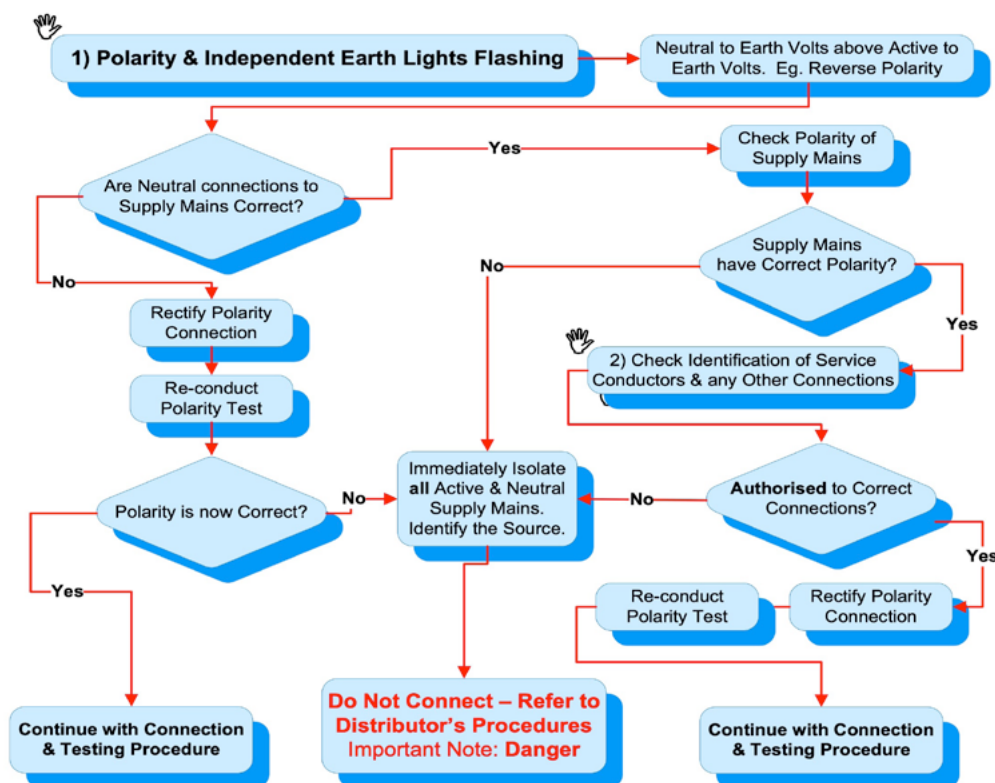 1) Polarity & Independent Earth Lights Flashing
Neutral to Earth Volts above Active to
Earth Volts.  Eg. Reverse Polarity
Are Neutral connections to
Supply Mains Correct?
Yes
Check Polarity of
Supply Mains
No
Supply Mains
have Correct Polarity?
No
Yes
Rectify Polarity
Connection
2) Check Identification of Service
Conductors & any Other Connections
Re-conduct
Polarity Test
Polarity is now Correct?
No
Immediately Isolate
all Active & Neutral
Supply Mains.
Identify the Source.
No
Authorised to Correct
Connections?
Yes
Yes
Re-conduct
Polarity Test
Rectify Polarity
Connection
Continue with Connection
& Testing Procedure
Do Not Connect – Refer to
Distributor's Procedures
Important Note: Danger
Continue with Connection
& Testing Procedure